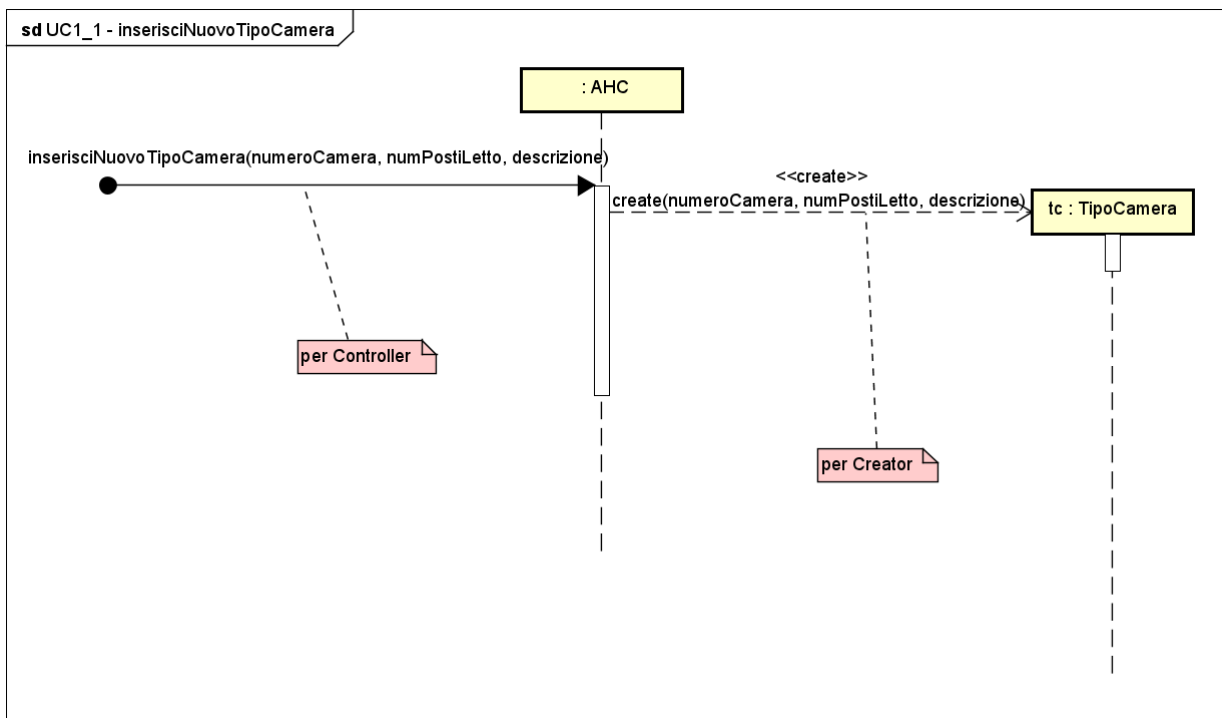 sd UC1_1 - inserisciNuovoTipoCamera
: AHC
inserisciNuovoTipoCamera(numeroCamera, numPostiLetto, descrizione)
<<create>>
create(numeroCamera, numPostiLetto, descrizione)
tc : TipoCamera
per Controller
per Creator